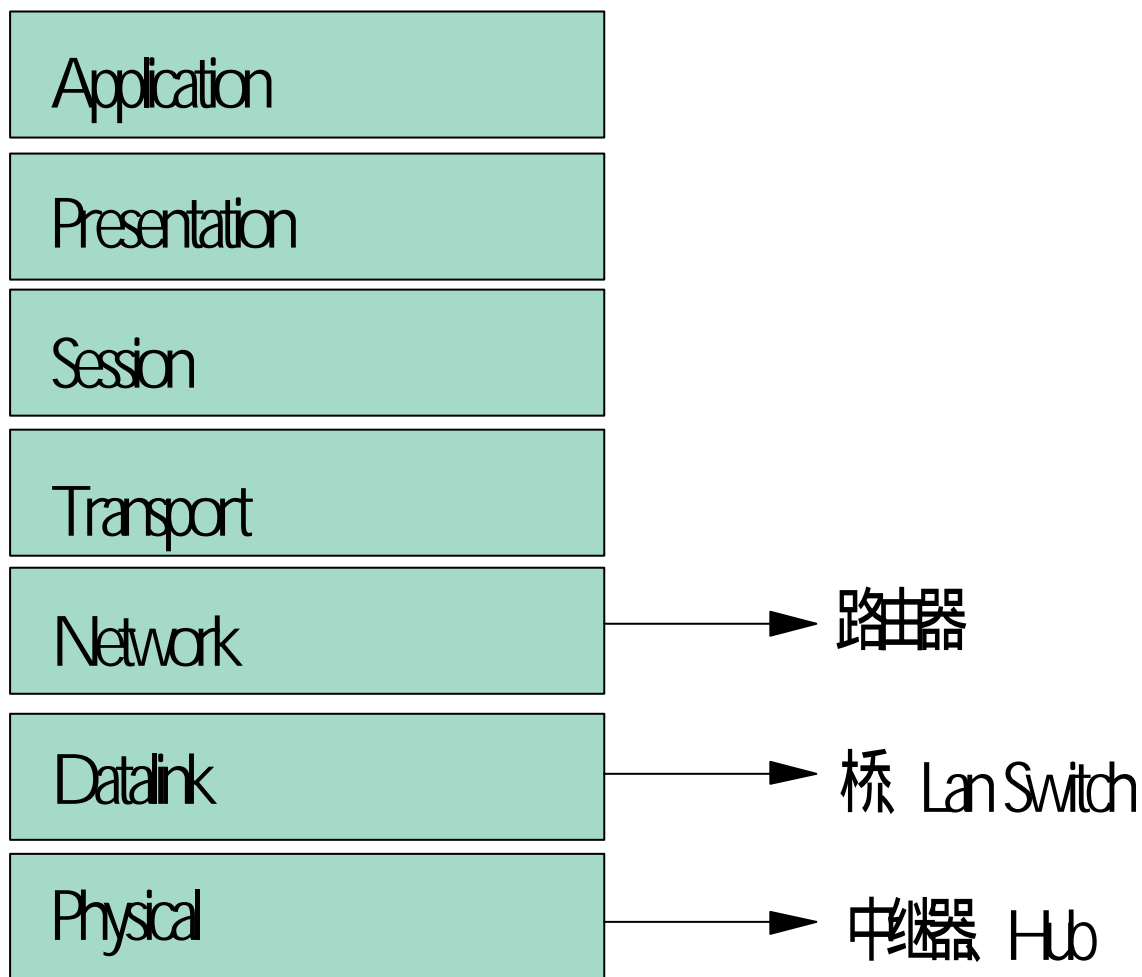 Application
Presentation
Session
Transport
Network
路由器
Datalink
桥、Lan Switch
Physical
中继器、Hub